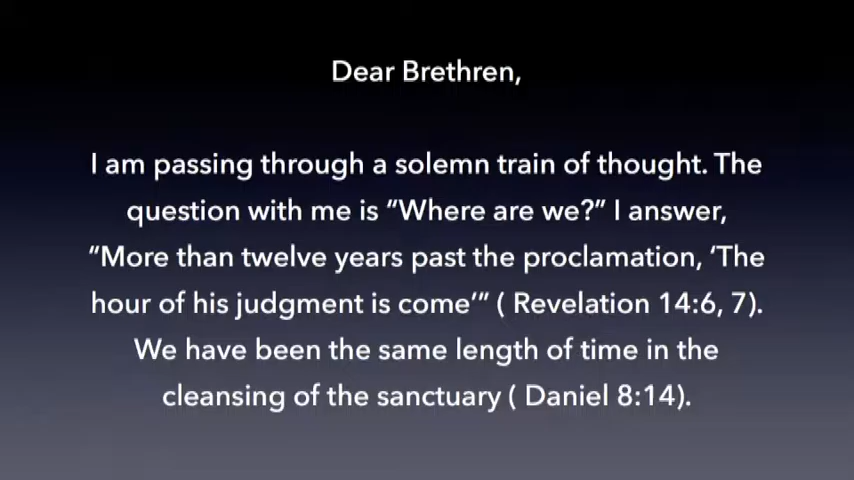 Dear Brethren,
I am passing through a solemn train of thought. The
question with me is “Where are we?” I answer,
“More than twelve years past the proclamation, ‘The
hour of his judgment is come’” ( Revelation 14:6, 7).
We have been the same length of time in the
cleansing of the sanctuary ( Daniel 8:14).